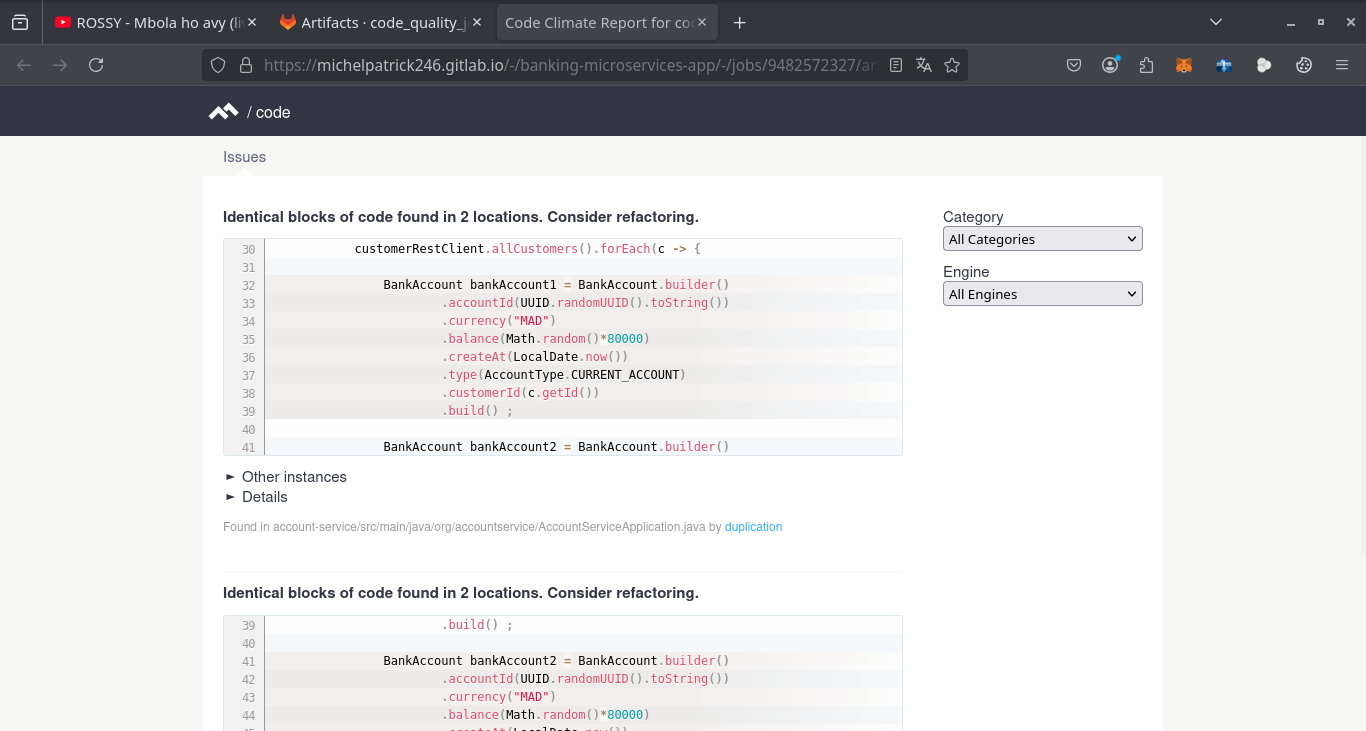 ROSSY - Mbola ho avy (li
Artifacts · code_quality_j
Code Climate Report for co
https://michelpatrick246.gitlab.io/-/banking-microservices-app/-/jobs/9482572327/ar
/ code
Issues
Identical blocks of code found in 2 locations. Consider refactoring.
30 customerRestClient.allCustomers().forEach(c -> {
31
32 BankAccount bankAccount1 = BankAccount.builder()
33 .accountId(UUID.randomUUID().toString())
34 .currency("MAD")
35 .balance(Math.random()*80000)
36 .createAt(LocalDate.now())
37 .type(AccountType.CURRENT_ACCOUNT)
38 .customerId(c.getId())
39 .build() ;
40
41 BankAccount bankAccount2 = BankAccount.builder()
► Other instances
► Details
Found in account-service/src/main/java/org/accountservice/AccountServiceApplication.java by duplication
Identical blocks of code found in 2 locations. Consider refactoring.
39 .build() ;
40
41 BankAccount bankAccount2 = BankAccount.builder()
42 .accountId(UUID.randomUUID().toString())
43 .currency("MAD")
44 .balance(Math.random()*80000)
Category
All Categories
Engine
All Engines